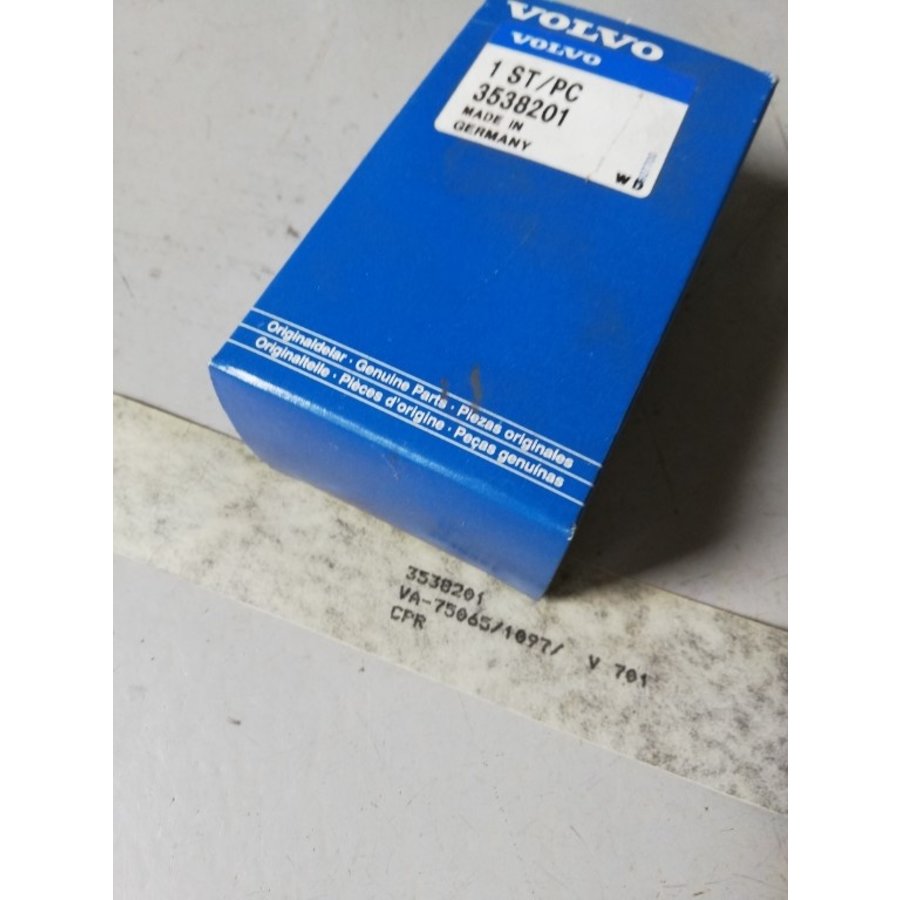 VOLVO
VOLVO
1 ST/PC
3538201
MADE IN
GERMANY
WD
Originaldelar · Genuine Parts · Piezas originales
Originalteile · Pièces d'origine · Peças genuínas
3538201
VA-75065/1097/ V 701
CPR